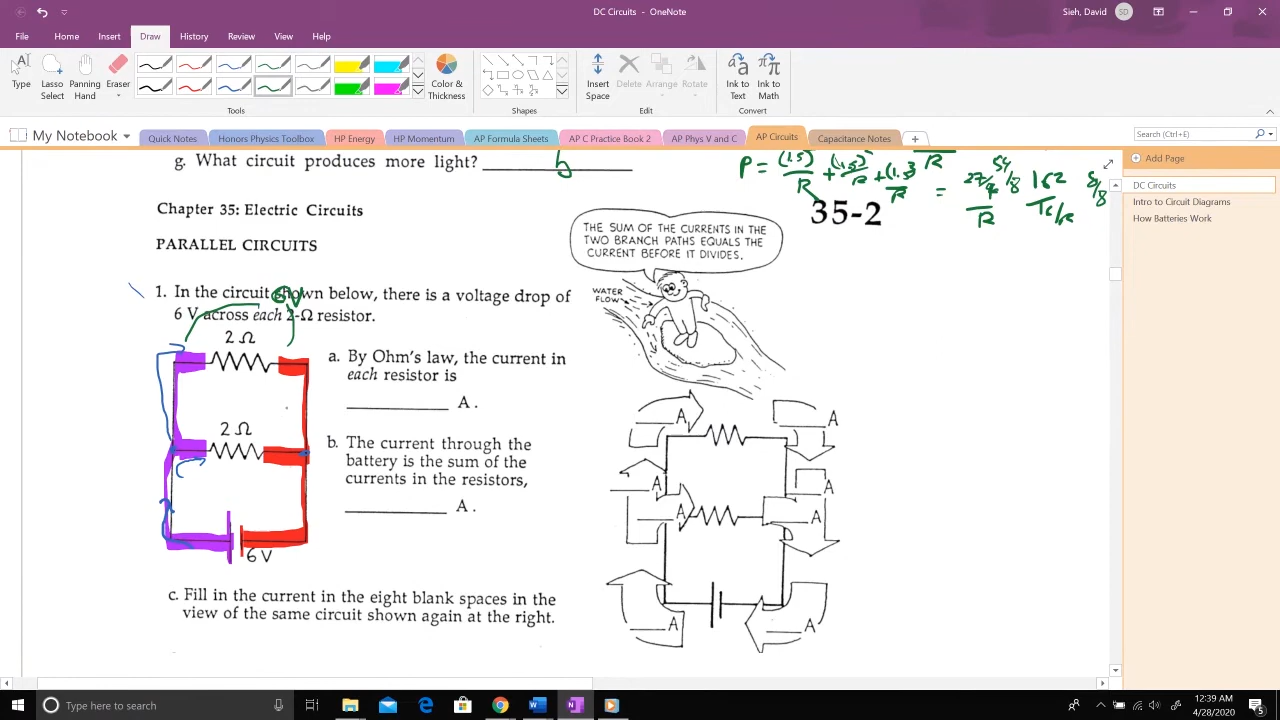 DC Circuits - OneNote
Sieh, David
SD
File Home Insert Draw History Review View Help
Type
Lasso Select
Panning Hand
Eraser
Color & Thickness
Insert Space
Delete
Arrange
Rotate
Ink to Text
Ink to Math
Tools
Shapes
Edit
Convert
My Notebook
Quick Notes
Honors Physics Toolbox
HP Energy
HP Momentum
AP Formula Sheets
AP C Practice Book 2
AP Phys V and C
AP Circuits
Capacitance Notes
Search (Ctrl+E)
Add Page
DC Circuits
Intro to Circuit Diagrams
How Batteries Work
g. What circuit produces more light? b
Chapter 35: Electric Circuits
35-2
PARALLEL CIRCUITS
THE SUM OF THE CURRENTS IN THE
TWO BRANCH PATHS EQUALS THE
CURRENT BEFORE IT DIVIDES.
WATER
FLOW
1. In the circuit shown below, there is a voltage drop of
6 V across each 2-Ω resistor.
2 Ω
2 Ω
6V
a. By Ohm's law, the current in
each resistor is
A.
b. The current through the
battery is the sum of the
currents in the resistors,
A.
A
A
A
A
A
A
A
A
c. Fill in the current in the eight blank spaces in the
view of the same circuit shown again at the right.
Type here to search
12:39 AM
4/28/2020
5